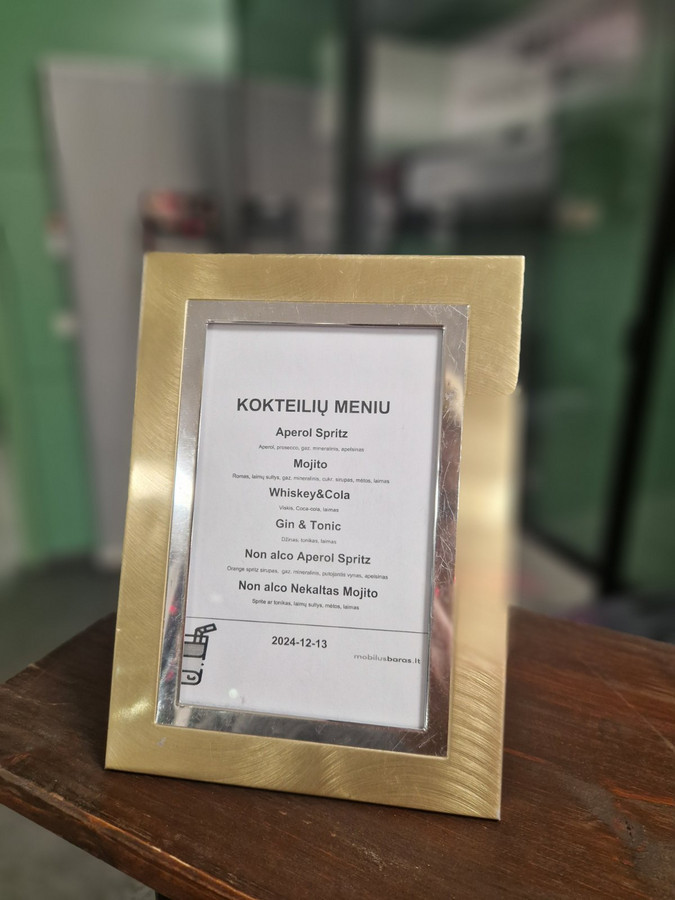 KOKTEILIŲ MENIU
Aperol Spritz
Aperol, prosecco, gaz. mineralinis, apelsinas
Mojito
Romas, laimų sultys, gaz. mineralinis, cukr. sirupas, mėtos, laimas
Whiskey&Cola
Viskis, Coca-cola, laimas
Gin & Tonic
Džinas, tonikas, laimas
Non alco Aperol Spritz
Orange spritz sirupas, gaz. mineralinis, putojantis vynas, apelsinas
Non alco Nekaltas Mojito
Sprite ar tonikas, laimų sultys, mėtos, laimas
2024-12-13
mobilusbaras.lt